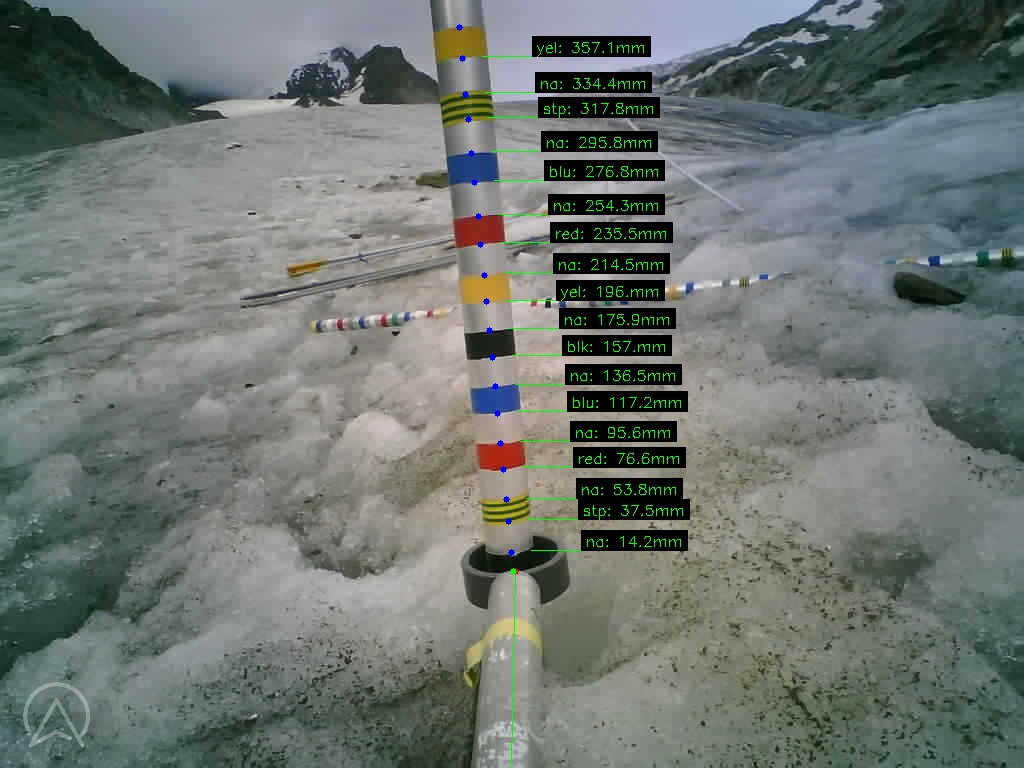 yel: 357.1mm
na: 334.4mm
stp: 317.8mm
na: 295.8mm
blu: 276.8mm
na: 254.3mm
red: 235.5mm
na: 214.5mm
yel: 196.mm
na: 175.9mm
blk: 157.mm
na: 136.5mm
blu: 117.2mm
na: 95.6mm
red: 76.6mm
na: 53.8mm
stp: 37.5mm
na: 14.2mm